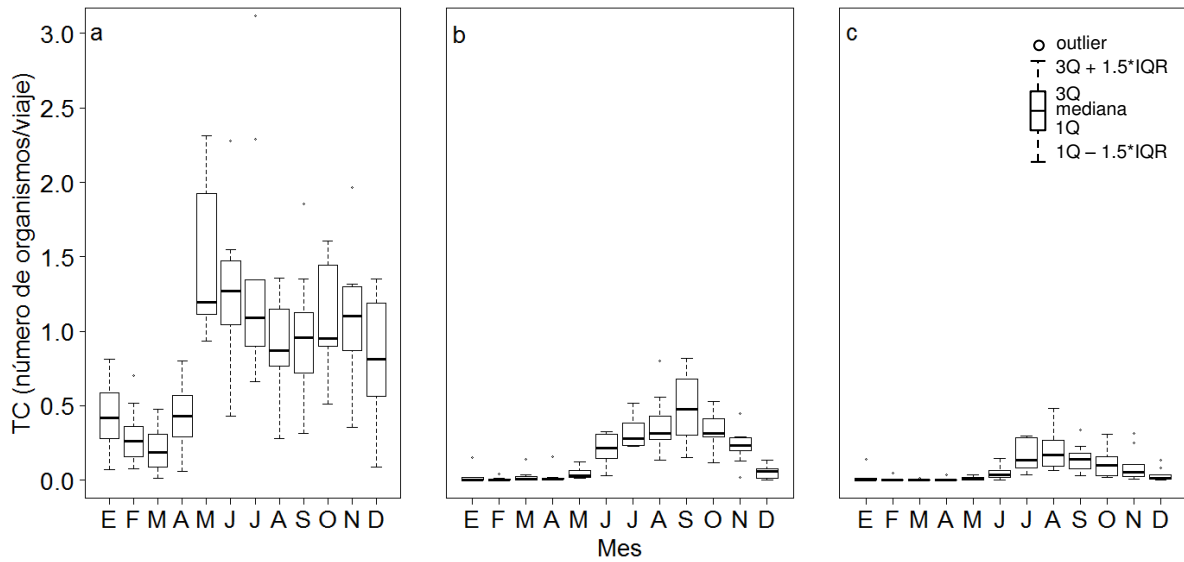 TC (número de organismos/viaje)
3.0
2.5
2.0
1.5
1.0
0.5
0.0
a
b
c
outlier
3Q + 1.5*IQR
3Q
mediana
1Q
1Q – 1.5*IQR
E F M A M J J A S O N D
E F M A M J J A S O N D
E F M A M J J A S O N D
Mes